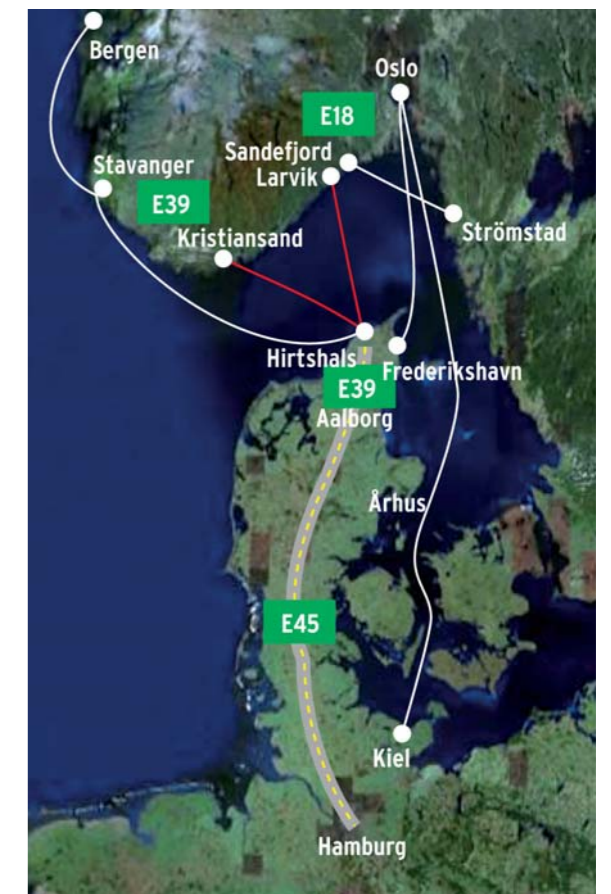 Bergen
Oslo
E18
Sandefjord
Larvik
Stavanger
E39
Kristiansand
Strömstad
Hirtshals
Frederikshavn
E39
Aalborg
Århus
E45
Kiel
Hamburg